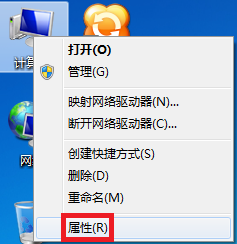 计算
打开(O)
管理(G)
映射网络驱动器(N)...
断开网络驱动器(C)...
网
创建快捷方式(S)
删除(D)
重命名(M)
属性(R)